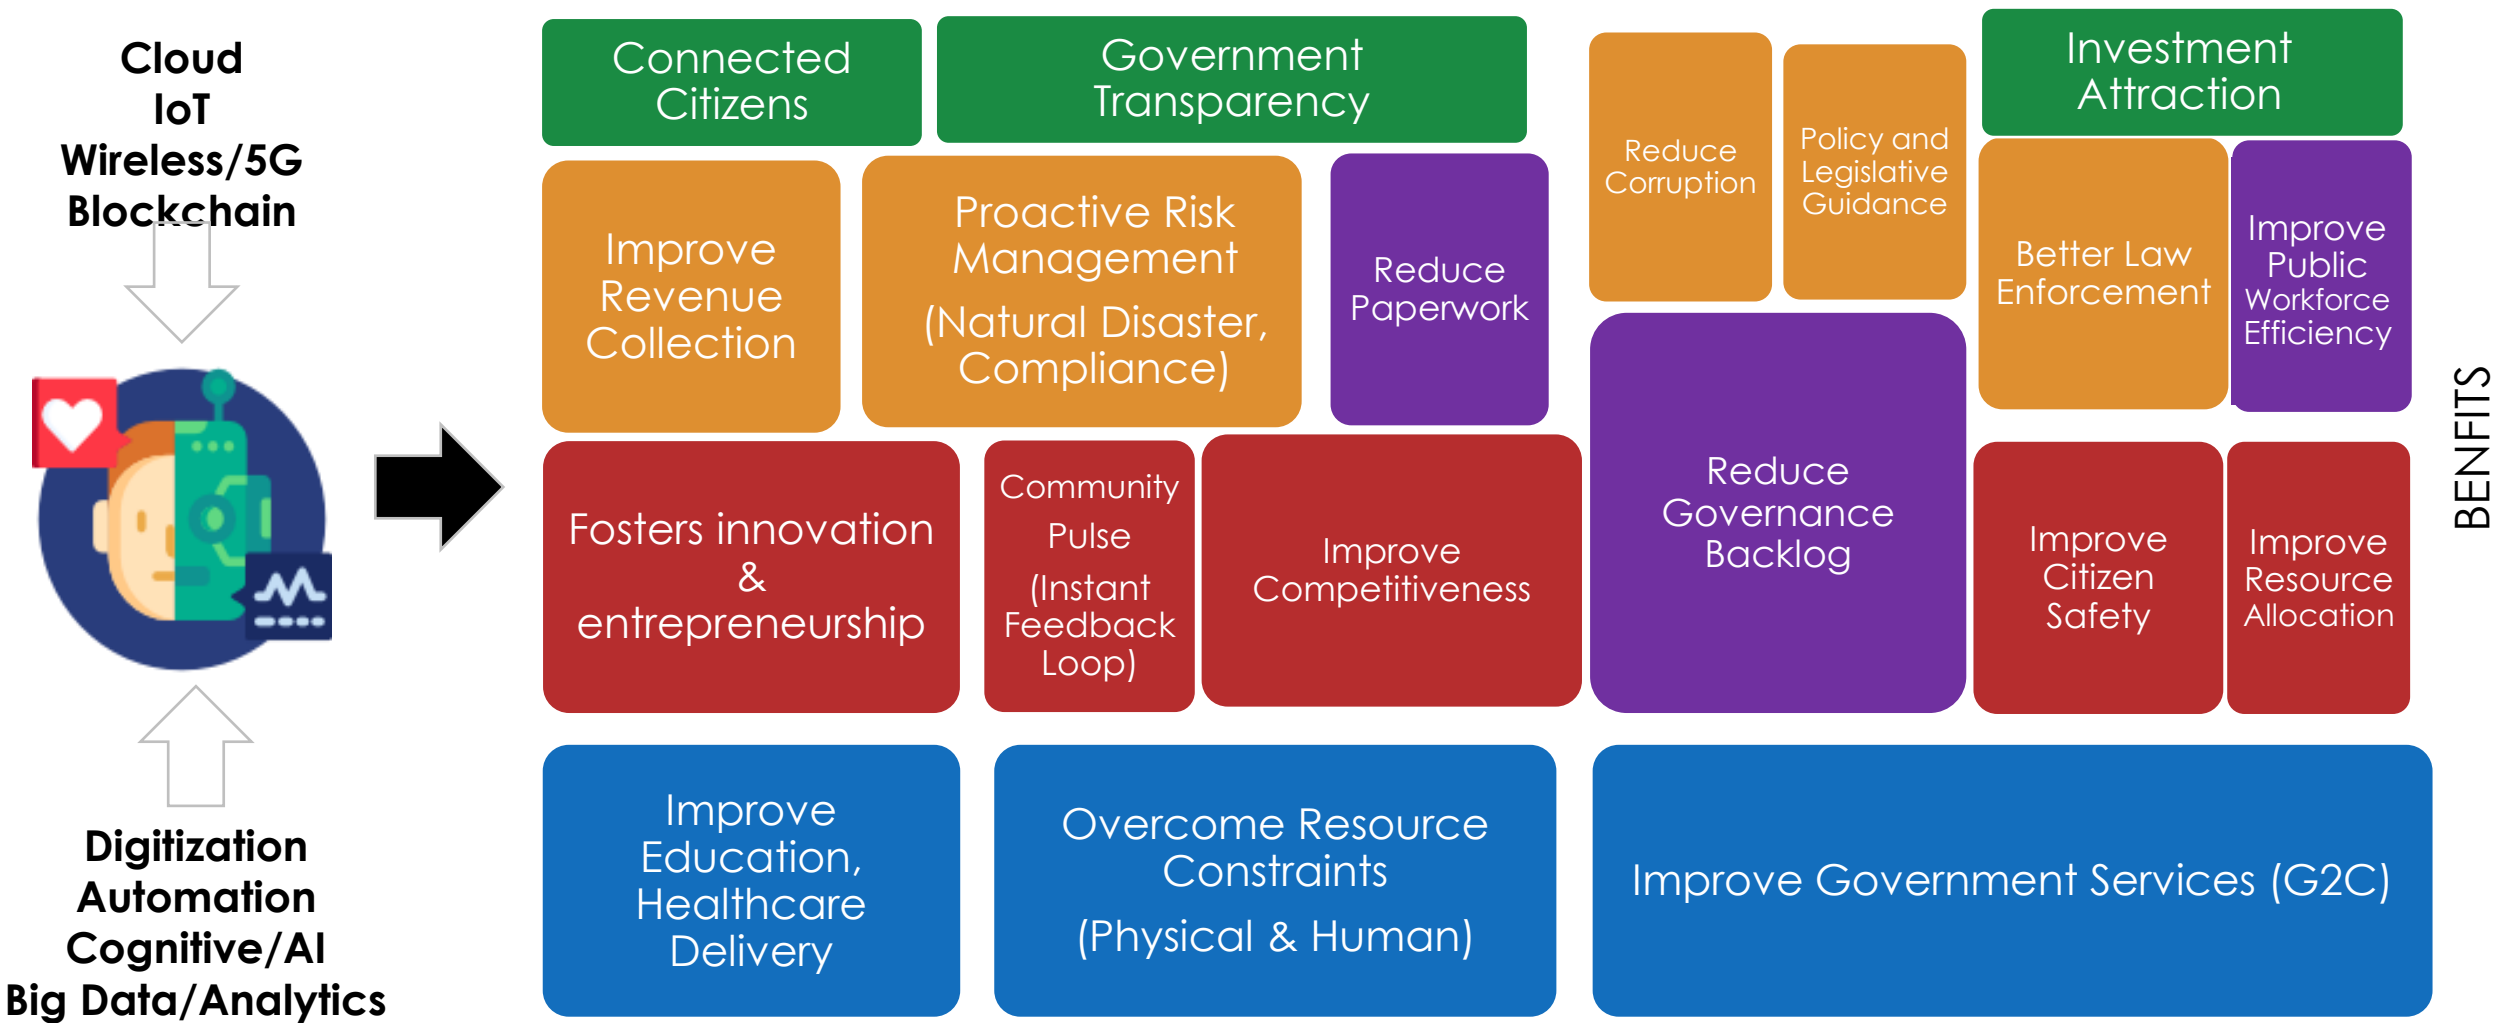 Cloud
IoT
Wireless/5G
Blockchain
Digitization
Automation
Cognitive/AI
Big Data/Analytics
Connected
Citizens
Government
Transparency
Reduce
Corruption
Policy and
Legislative
Guidance
Investment
Attraction
Improve
Revenue
Collection
Proactive Risk
Management
(Natural Disaster,
Compliance)
Reduce
Paperwork
Better Law
Enforcement
Improve
Public
Workforce
Efficiency
Fosters innovation
&
entrepreneurship
Community
Pulse
(Instant
Feedback
Loop)
Improve
Competitiveness
Reduce
Governance
Backlog
Improve
Citizen
Safety
Improve
Resource
Allocation
Improve
Education,
Healthcare
Delivery
Overcome Resource
Constraints
(Physical & Human)
Improve Government Services (G2C)
BENFITS